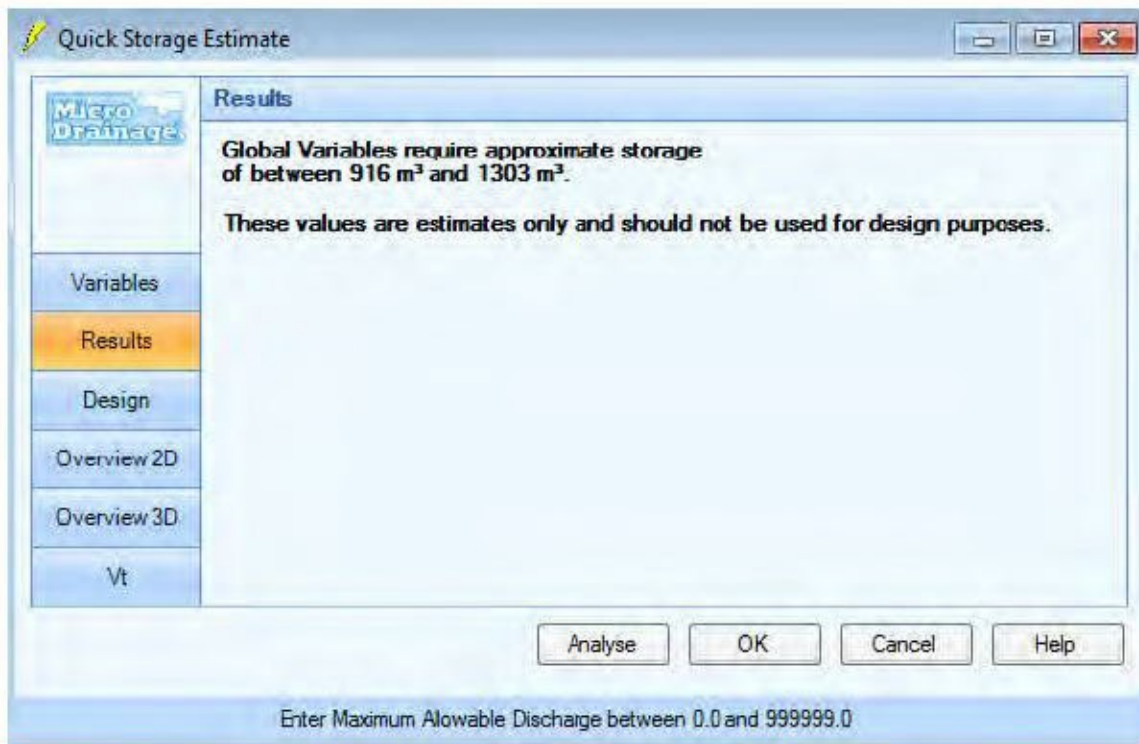 Quick Storage Estimate
Micro
Drainage.
Results
Global Variables require approximate storage
of between 916 m³ and 1303 m³.
These values are estimates only and should not be used for design purposes.
Variables
Results
Design
Overview 2D
Overview 3D
Vt
Analyse
OK
Cancel
Help
Enter Maximum Alowable Discharge between 0.0 and 999999.0